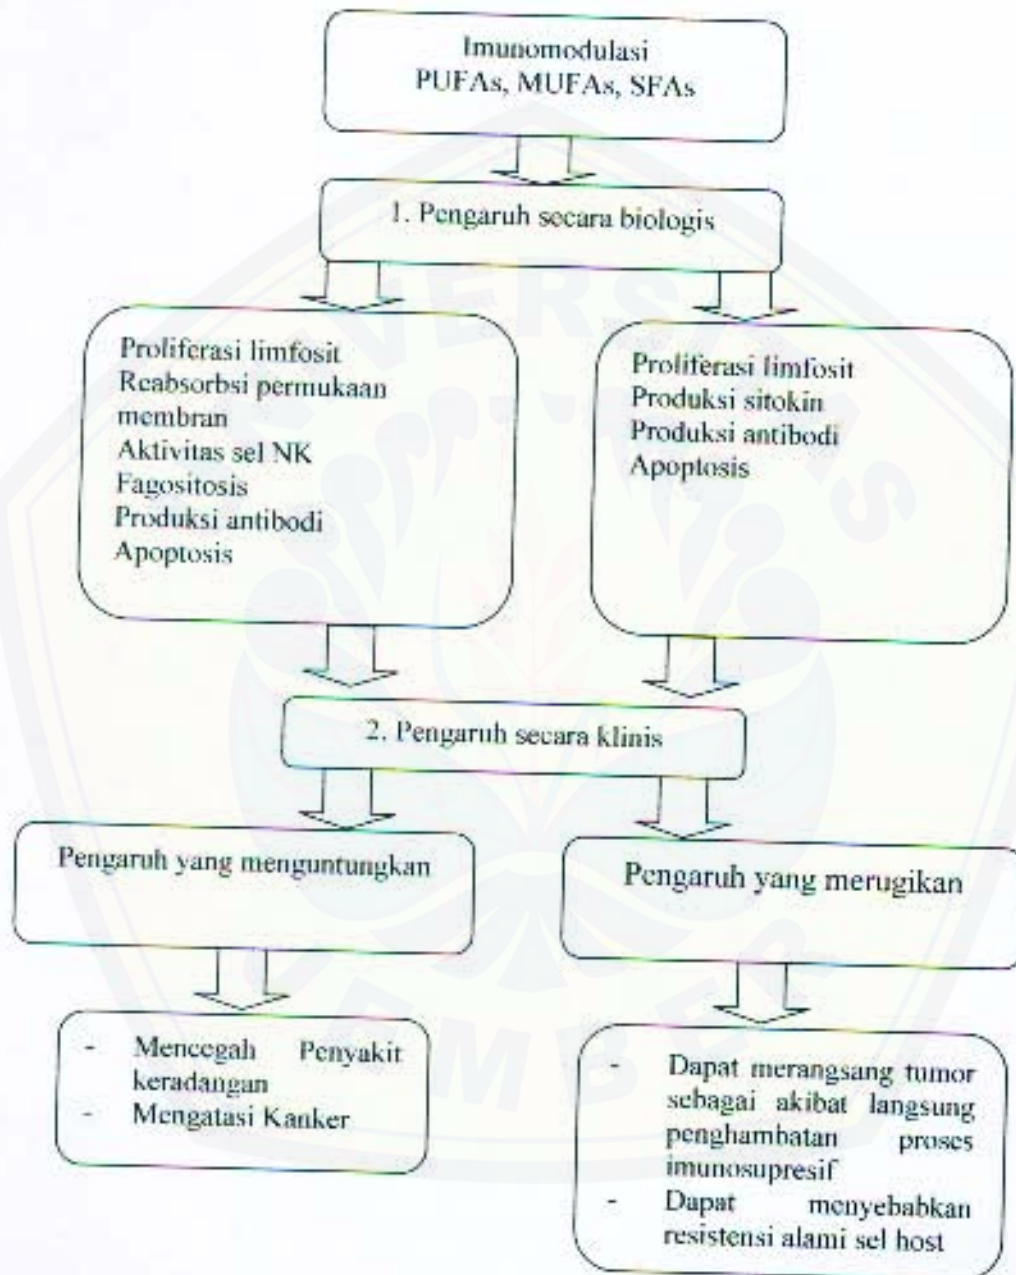 Imunomodulasi
PUFAs, MUFAs, SFAs
1. Pengaruh secara biologis
Proliferasi limfosit
Reabsorbsi permukaan
membran
Aktivitas sel NK
Fagositosis
Produksi antibodi
Apoptosis
Proliferasi limfosit
Produksi sitokin
Produksi antibodi
Apoptosis
2. Pengaruh secara klinis
Pengaruh yang menguntungkan
Pengaruh yang merugikan
- Mencegah Penyakit
keradangan
- Mengatasi Kanker
- Dapat merangsang tumor
sebagai akibat langsung
penghambatan proses
imunosupresif
- Dapat menyebabkan
resistensi alami sel host
UNIVERSITAS
JEMBER